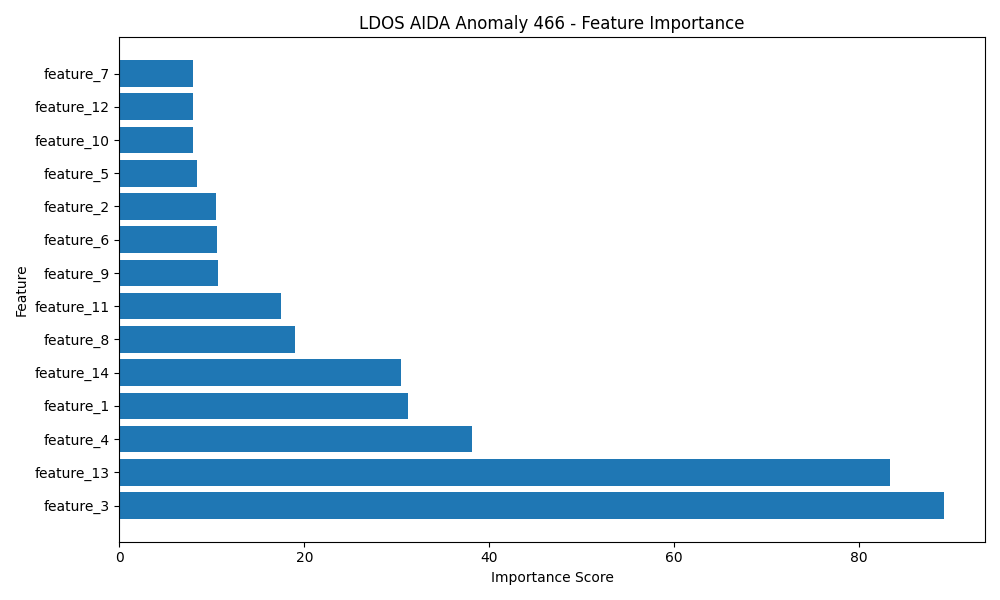 LDOS AIDA Anomaly 466 - Feature Importance
feature_7
feature_12
feature_10
feature_5
feature_2
feature_6
feature_9
feature_11
feature_8
feature_14
feature_1
feature_4
feature_13
feature_3
Feature
0 20 40 60 80
Importance Score